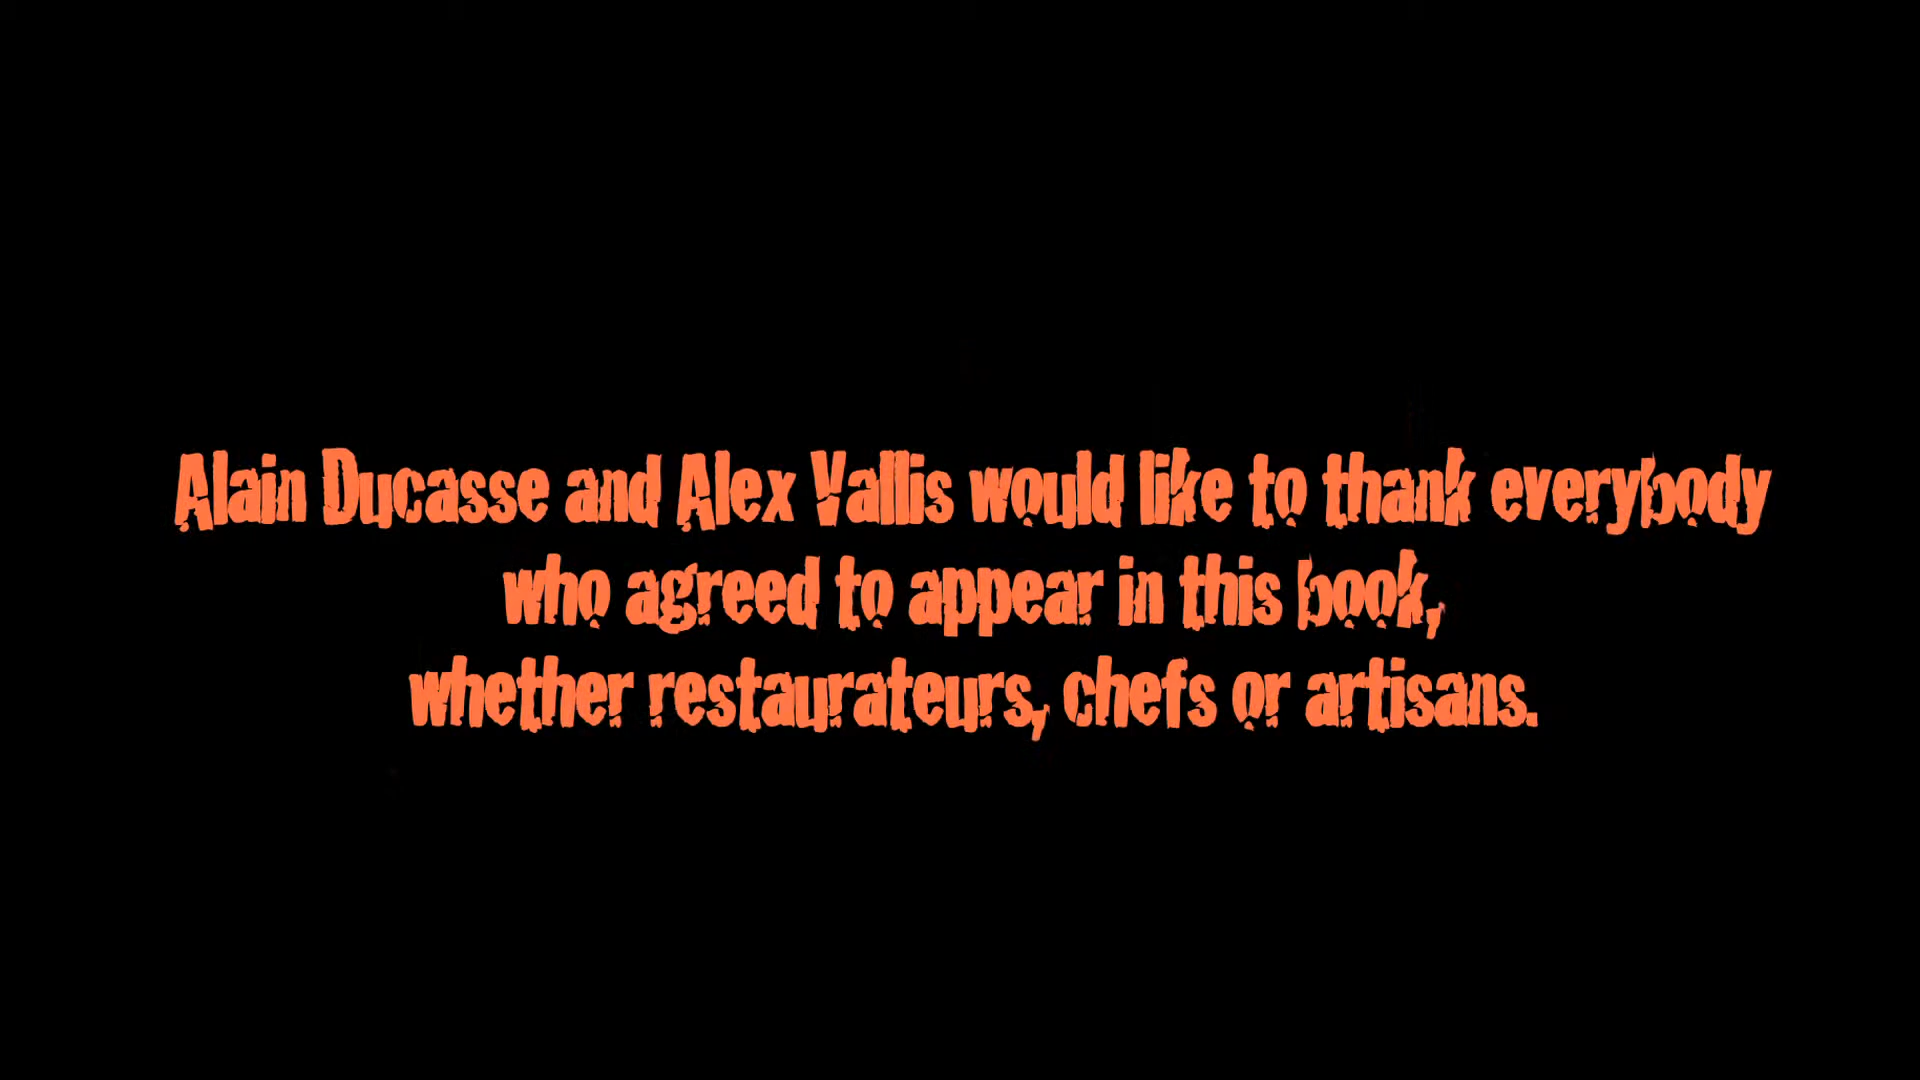 Alain Ducasse and Alex Vallis would like to thank everybody
who agreed to appear in this book,
whether restaurateurs, chefs or artisans.